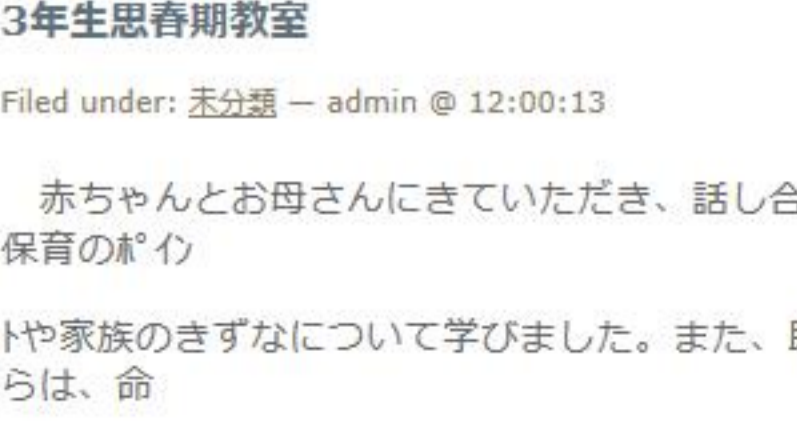 3年生思春期教室
Filed under: 未分類 — admin @ 12:00:13
　赤ちゃんとお母さんにきていただき、話し合
保育のﾎﾟｲﾝ
ﾄや家族のきずなについて学びました。また、
らは、命